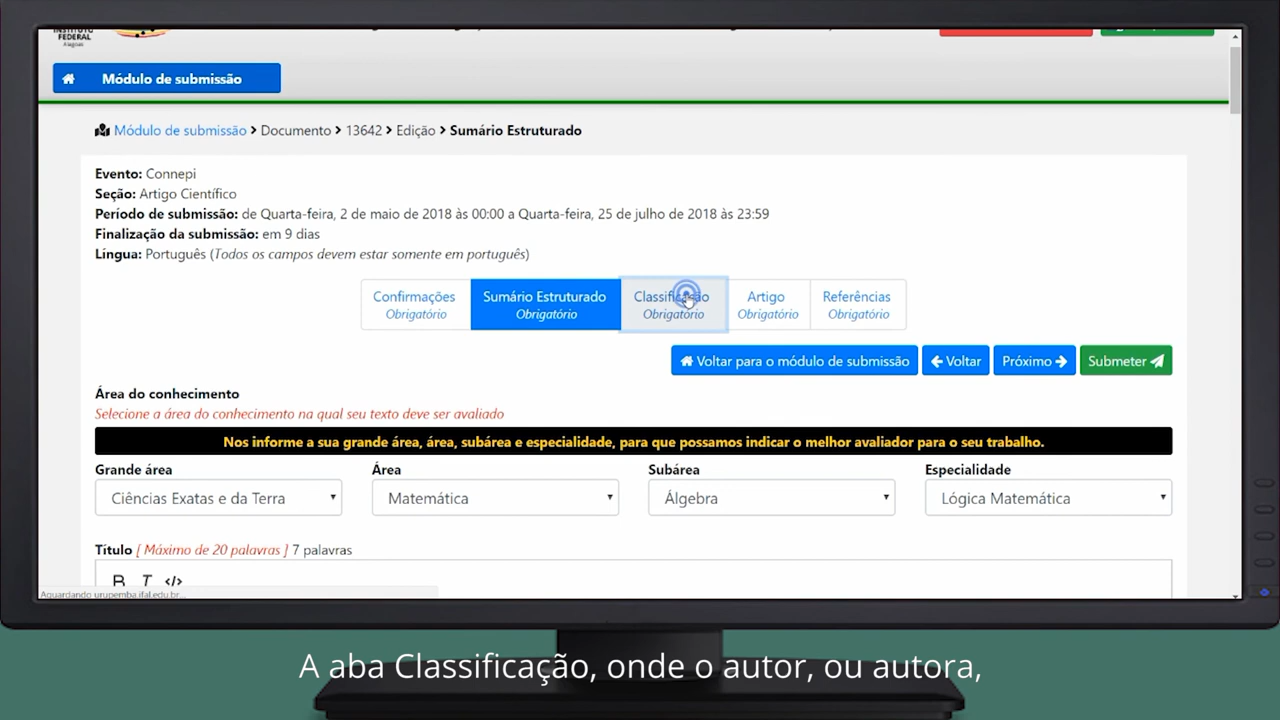 INSTITUTO
FEDERAL
Alagoas
Módulo de submissão
Módulo de submissão > Documento > 13642 > Edição > Sumário Estruturado
Evento: Connepi
Seção: Artigo Científico
Período de submissão: de Quarta-feira, 2 de maio de 2018 às 00:00 a Quarta-feira, 25 de julho de 2018 às 23:59
Finalização da submissão: em 9 dias
Língua: Português (Todos os campos devem estar somente em português)
Confirmações Sumário Estruturado Classificação Artigo Referências
Obrigatório Obrigatório Obrigatório Obrigatório Obrigatório
Voltar para o módulo de submissão Voltar Próximo Submeter
Área do conhecimento
Selecione a área do conhecimento na qual seu texto deve ser avaliado
Nos informe a sua grande área, área, subárea e especialidade, para que possamos indicar o melhor avaliador para o seu trabalho.
Grande área Área Subárea Especialidade
Ciências Exatas e da Terra Matemática Álgebra Lógica Matemática
Título [ Máximo de 20 palavras ] 7 palavras
B T </>
Aguardando urupemba.ifal.edu.br...
A aba Classificação, onde o autor, ou autora,